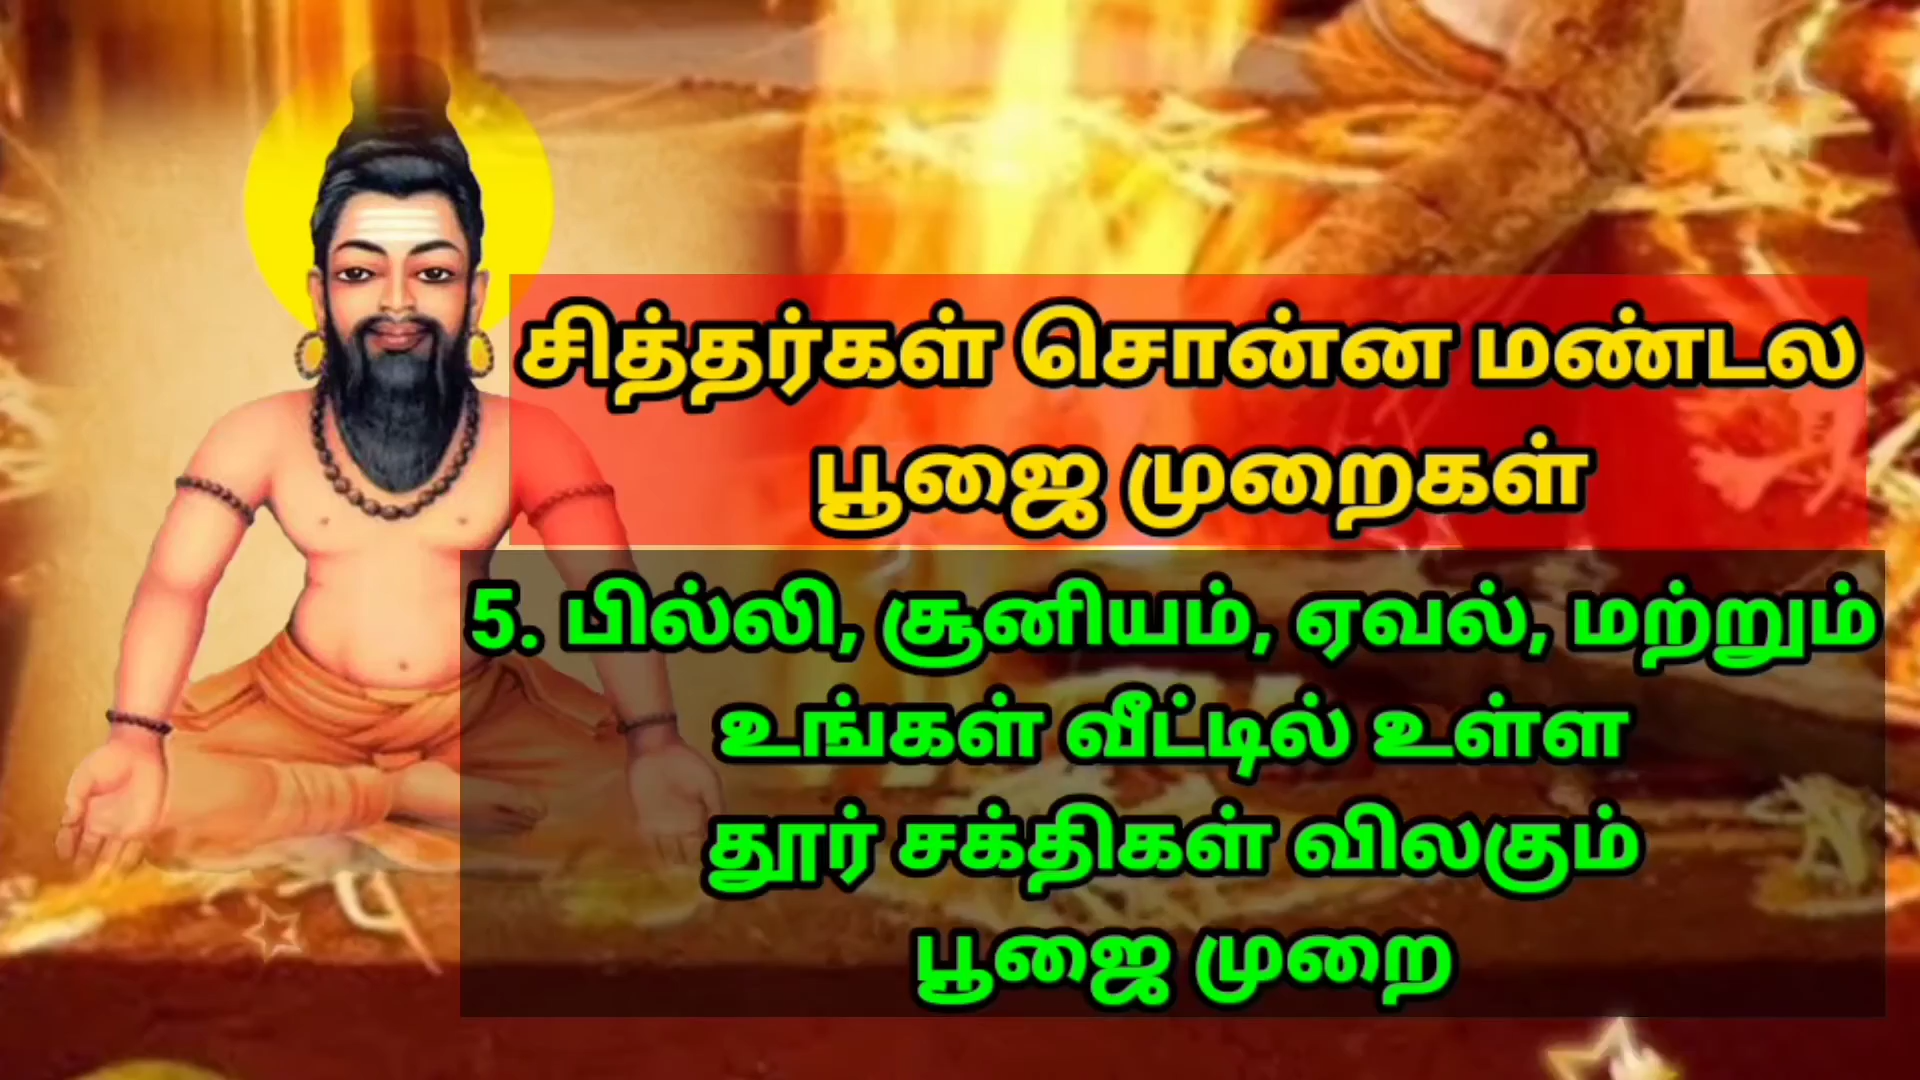 சித்தர்கள் சொன்ன மண்டல
பூஜை முறைகள்
5. பில்லி, சூனியம், ஏவல், மற்றும்
உங்கள் வீட்டில் உள்ள
தூர் சக்திகள் விலகும்
பூஜை முறை